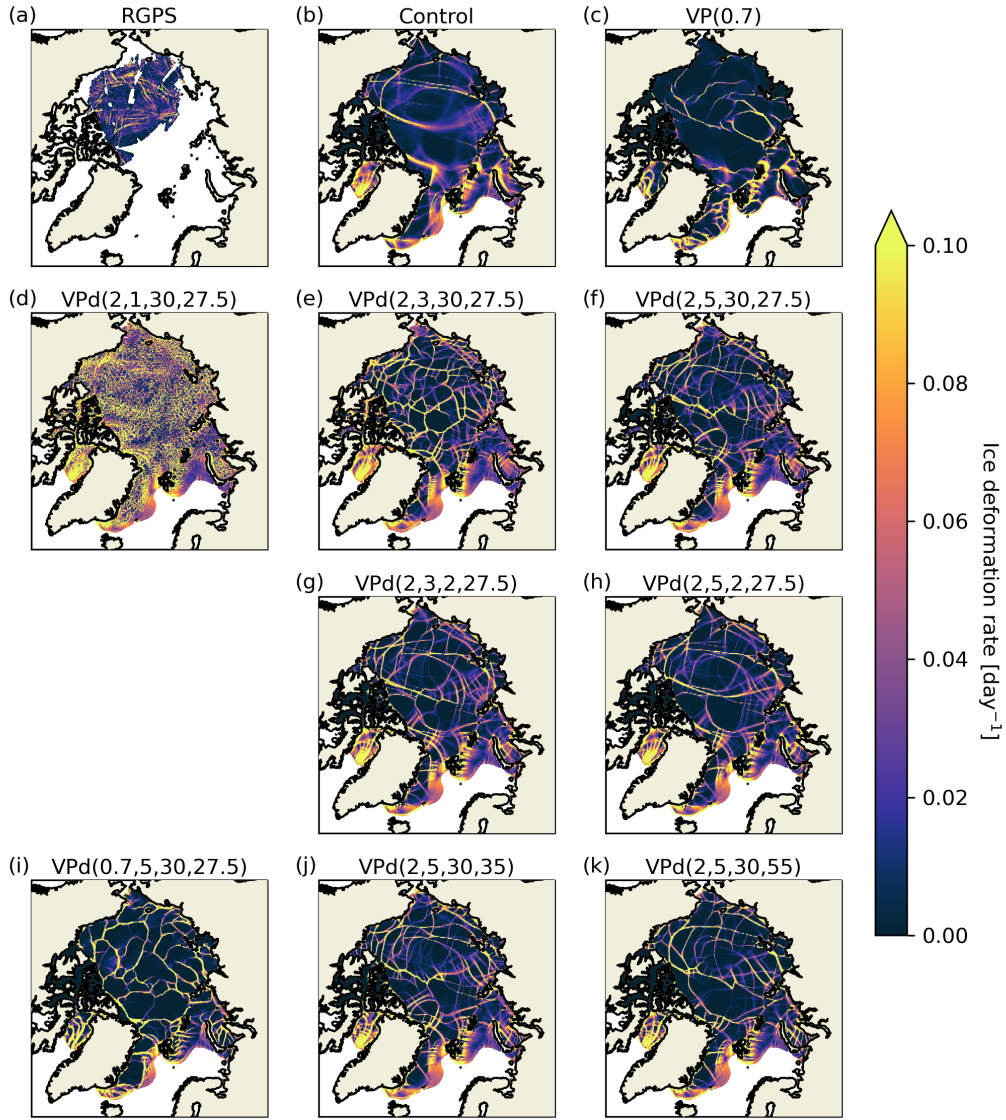 (a) RGPS
(b) Control
(c) VP(0.7)
(d) VPd(2,1,30,27.5)
(e) VPd(2,3,30,27.5)
(f) VPd(2,5,30,27.5)
(g) VPd(2,3,2,27.5)
(h) VPd(2,5,2,27.5)
(i) VPd(0.7,5,30,27.5)
(j) VPd(2,5,30,35)
(k) VPd(2,5,30,55)
0.10
0.08
0.06
0.04
0.02
0.00
Ice deformation rate [day⁻¹]